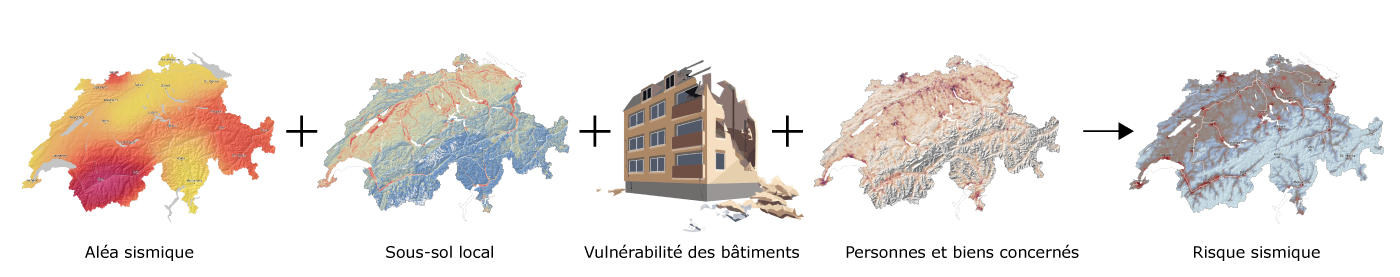 Aléa sismique
Sous-sol local
Vulnérabilité des bâtiments
Personnes et biens concernés
Risque sismique